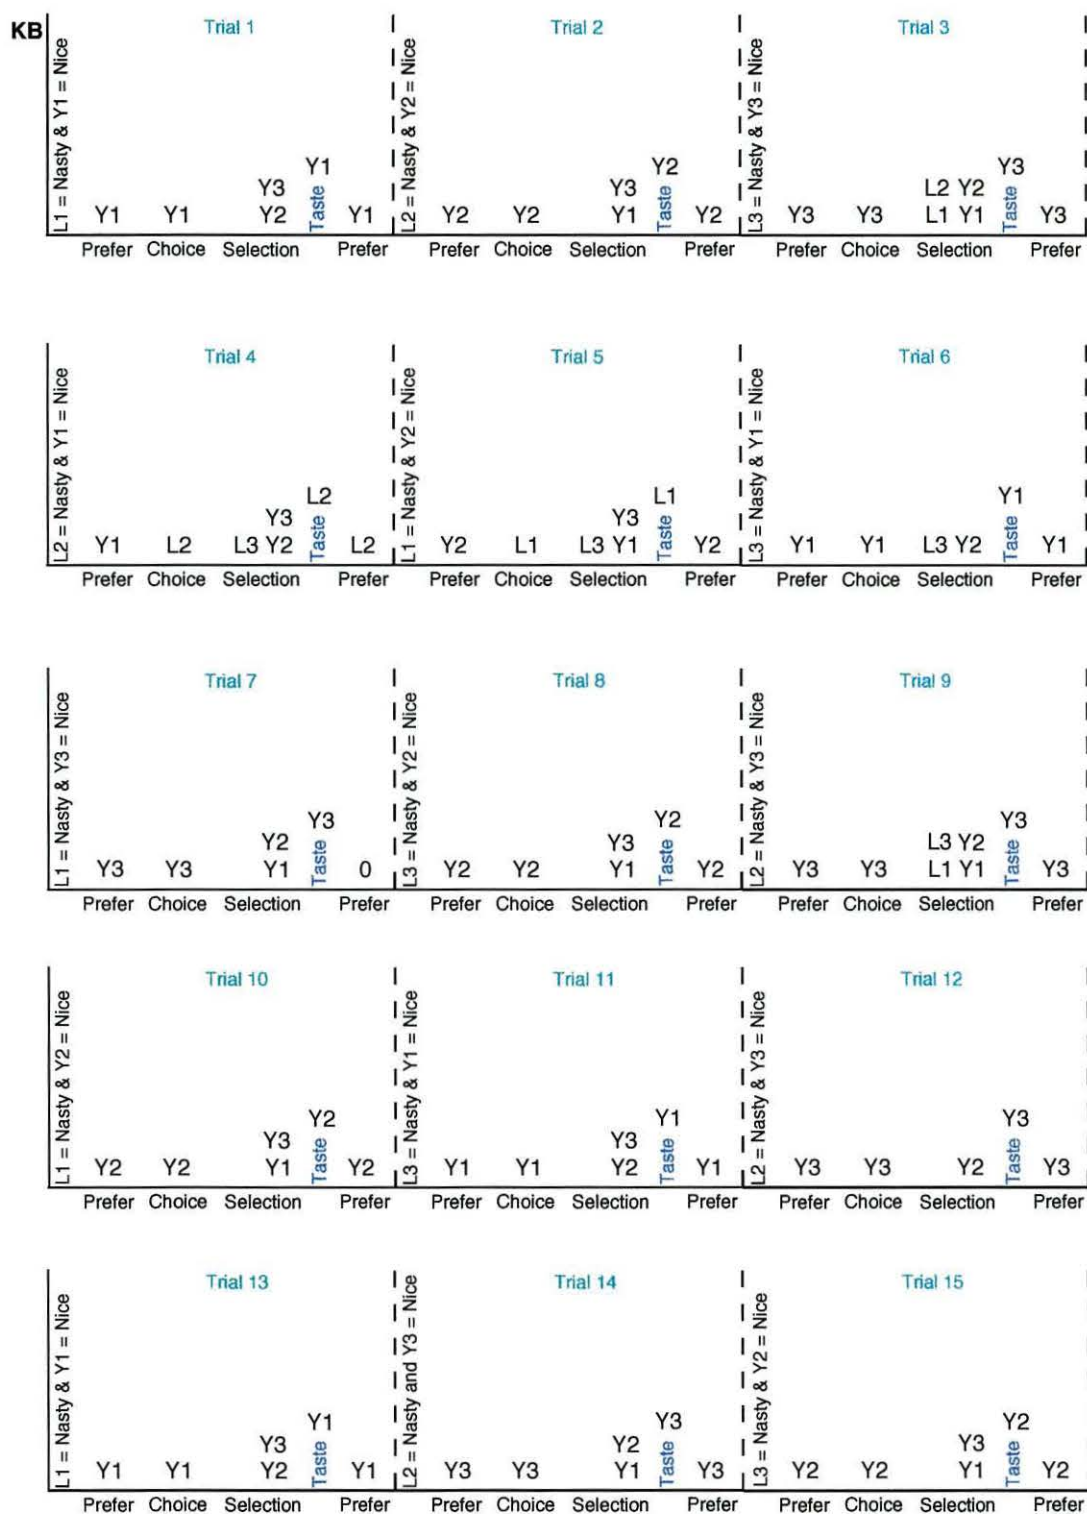 KB
Trial 1
L1 = Nasty & Y1 = Nice
Y1
Y3
Y1 Y1 Y2 Taste Y1
Prefer Choice Selection Prefer
Trial 2
L2 = Nasty & Y2 = Nice
Y2
Y3
Y2 Y2 Y1 Taste Y2
Prefer Choice Selection Prefer
Trial 3
L3 = Nasty & Y3 = Nice
Y3
L2 Y2
Y3 Y3 L1 Y1 Taste Y3
Prefer Choice Selection Prefer
Trial 4
L2 = Nasty & Y1 = Nice
L2
Y3
Y1 L2 L3 Y2 Taste L2
Prefer Choice Selection Prefer
Trial 5
L1 = Nasty & Y2 = Nice
L1
Y3
Y2 L1 L3 Y1 Taste Y2
Prefer Choice Selection Prefer
Trial 6
L3 = Nasty & Y1 = Nice
Y1
Y1 Y1 L3 Y2 Taste Y1
Prefer Choice Selection Prefer
Trial 7
L1 = Nasty & Y3 = Nice
Y3
Y2
Y3 Y3 Y1 Taste 0
Prefer Choice Selection Prefer
Trial 8
L3 = Nasty & Y2 = Nice
Y2
Y3
Y2 Y2 Y1 Taste Y2
Prefer Choice Selection Prefer
Trial 9
L2 = Nasty & Y3 = Nice
Y3
L3 Y2
Y3 Y3 L1 Y1 Taste Y3
Prefer Choice Selection Prefer
Trial 10
L1 = Nasty & Y2 = Nice
Y2
Y3
Y2 Y2 Y1 Taste Y2
Prefer Choice Selection Prefer
Trial 11
L3 = Nasty & Y1 = Nice
Y1
Y3
Y1 Y1 Y2 Taste Y1
Prefer Choice Selection Prefer
Trial 12
L2 = Nasty & Y3 = Nice
Y3
Y3 Y3 Y2 Taste Y3
Prefer Choice Selection Prefer
Trial 13
L1 = Nasty & Y1 = Nice
Y1
Y3
Y1 Y1 Y2 Taste Y1
Prefer Choice Selection Prefer
Trial 14
L2 = Nasty and Y3 = Nice
Y3
Y2
Y3 Y3 Y1 Taste Y3
Prefer Choice Selection Prefer
Trial 15
L3 = Nasty & Y2 = Nice
Y2
Y3
Y2 Y2 Y1 Taste Y2
Prefer Choice Selection Prefer